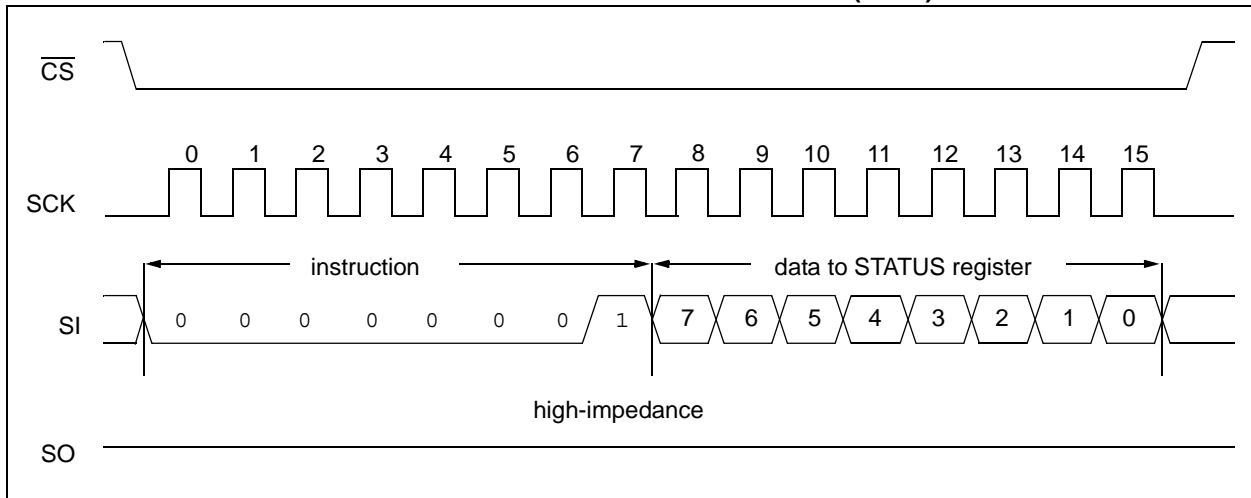 CS
0 1 2 3 4 5 6 7 8 9 10 11 12 13 14 15
SCK
instruction data to STATUS register
SI 0 0 0 0 0 0 0 1 7 6 5 4 3 2 1 0
high-impedance
SO